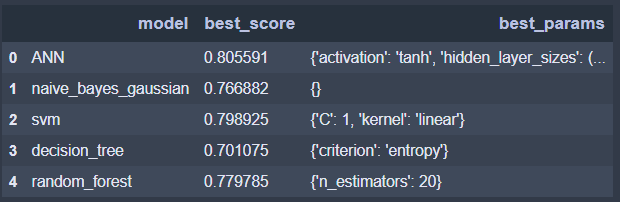 model best_score best_params
0 ANN 0.805591 {'activation': 'tanh', 'hidden_layer_sizes': (...
1 naive_bayes_gaussian 0.766882 {}
2 svm 0.798925 {'C': 1, 'kernel': 'linear'}
3 decision_tree 0.701075 {'criterion': 'entropy'}
4 random_forest 0.779785 {'n_estimators': 20}